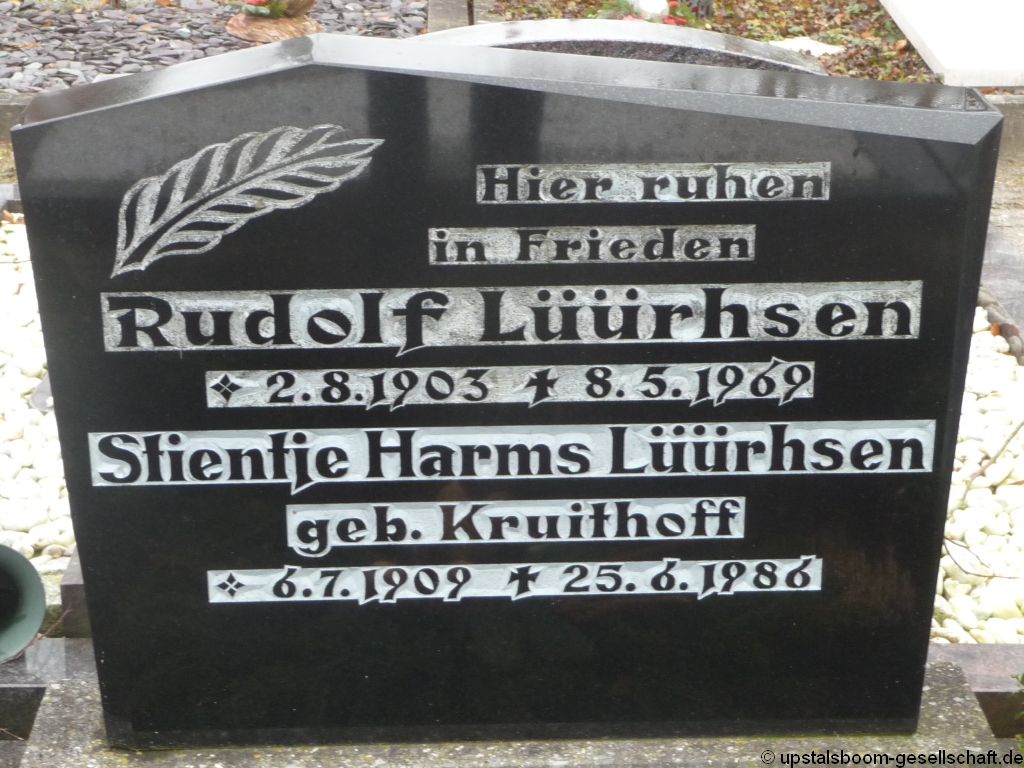 Hier ruhen
in Frieden
Rudolf Lüürhsen
2.8.1903 ✝ 8.5.1969
Stientje Harms Lüürhsen
geb. Kruithoff
6.7.1909 ✝ 25.6.1986
© upstalsboom-gesellschaft.de